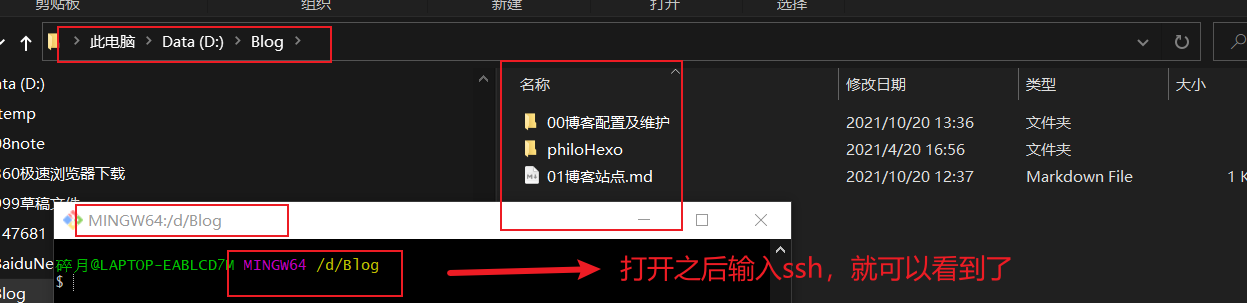 剪贴板 组织 新建 打开 选择
此电脑 Data (D:) Blog
ata (D:)
temp
08note
360极速浏览器下载
999草稿文件
147681
BaiduNe
Blog
名称 修改日期 类型 大小
00博客配置及维护 2021/10/20 13:36 文件夹
philoHexo 2021/4/20 16:56 文件夹
01博客站点.md 2021/10/20 12:37 Markdown File 1 K
MINGW64:/d/Blog
碎月@LAPTOP-EABLCD7M MINGW64 /d/Blog
$
打开之后输入ssh，就可以看到了